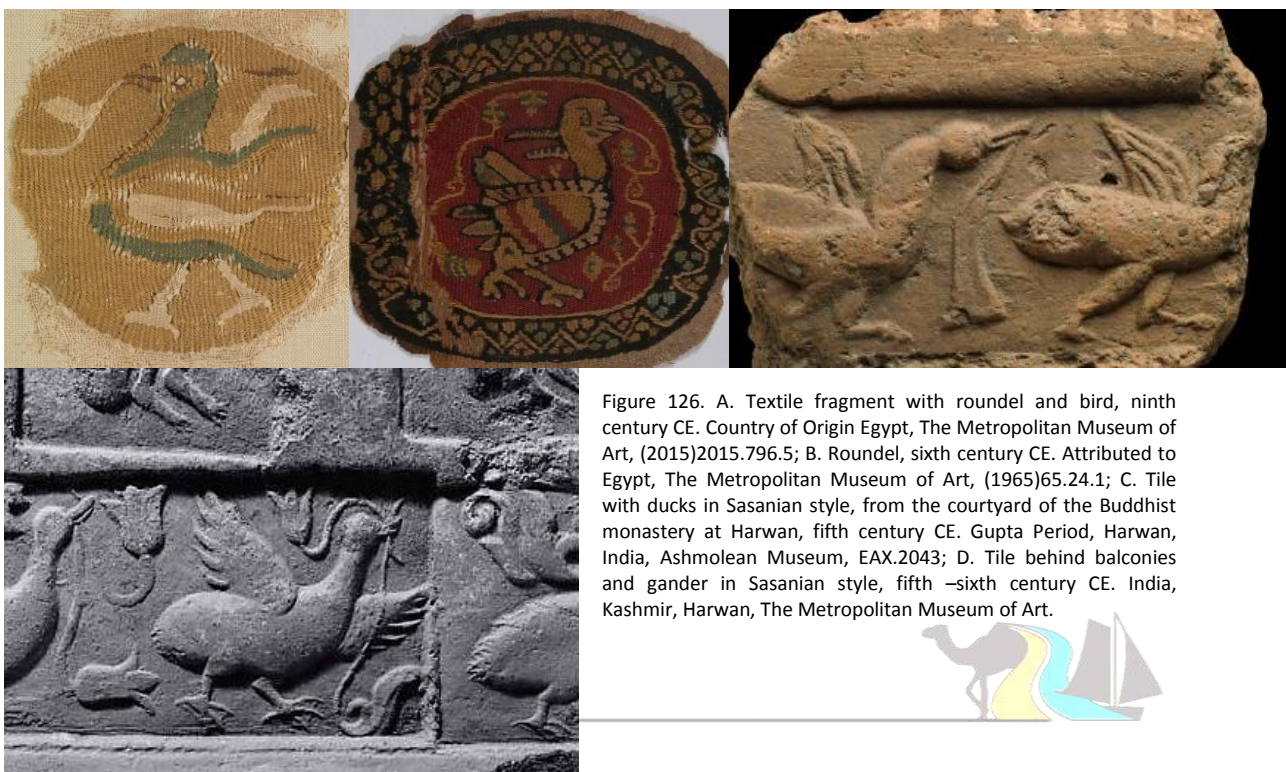 Figure 126. A. Textile fragment with roundel and bird, ninth
century CE. Country of Origin Egypt, The Metropolitan Museum of
Art, (2015)2015.796.5; B. Roundel, sixth century CE. Attributed to
Egypt, The Metropolitan Museum of Art, (1965)65.24.1; C. Tile
with ducks in Sasanian style, from the courtyard of the Buddhist
monastery at Harwan, fifth century CE. Gupta Period, Harwan,
India, Ashmolean Museum, EAX.2043; D. Tile behind balconies
and gander in Sasanian style, fifth –sixth century CE. India,
Kashmir, Harwan, The Metropolitan Museum of Art.